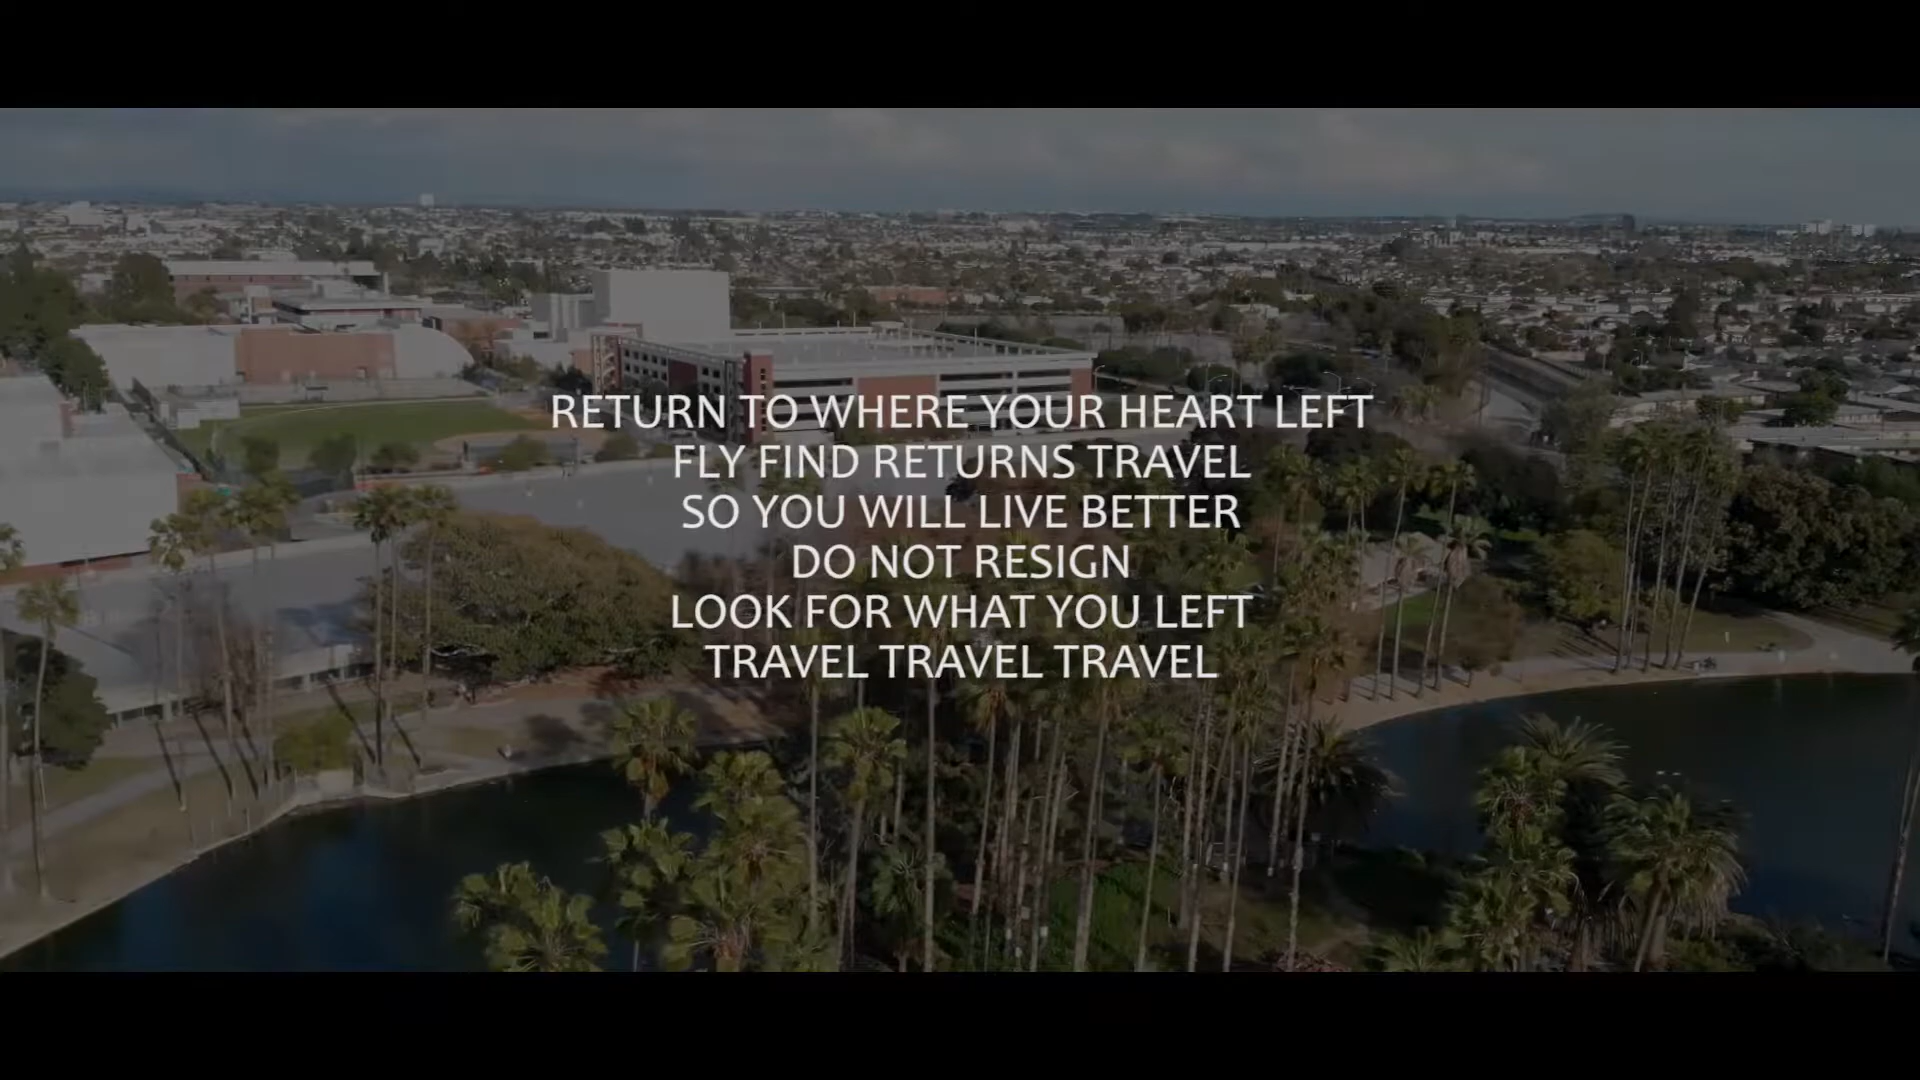 RETURN TO WHERE YOUR HEART LEFT
FLY FIND RETURNS TRAVEL
SO YOU WILL LIVE BETTER
DO NOT RESIGN
LOOK FOR WHAT YOU LEFT
TRAVEL TRAVEL TRAVEL